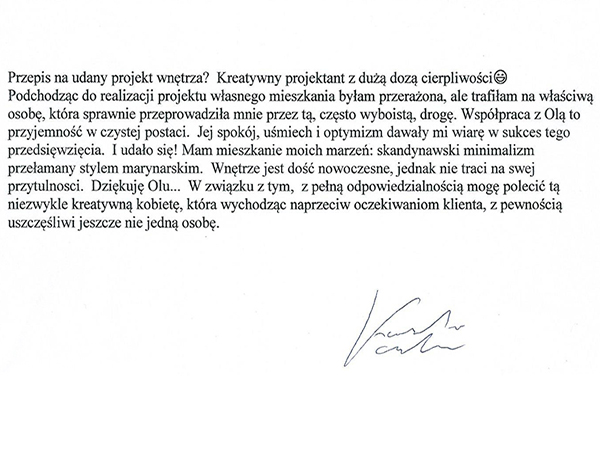 Przepis na udany projekt wnętrza?  Kreatywny projektant z dużą dozą cierpliwości😃
Podchodząc do realizacji projektu własnego mieszkania byłam przerażona, ale trafiłam na właściwą
osobę, która sprawnie przeprowadziła mnie przez tą, często wyboistą, drogę. Współpraca z Olą to
przyjemność w czystej postaci.  Jej spokój, uśmiech i optymizm dawały mi wiarę w sukces tego
przedsięwzięcia.  I udało się! Mam mieszkanie moich marzeń: skandynawski minimalizm
przełamany stylem marynarskim.  Wnętrze jest dość nowoczesne, jednak nie traci na swej
przytulnosci.  Dziękuję Olu...  W związku z tym,  z pełną odpowiedzialnością mogę polecić tą
niezwykle kreatywną kobietę, która wychodząc naprzeciw oczekiwaniom klienta, z pewnością
uszczęśliwi jeszcze nie jedną osobę.